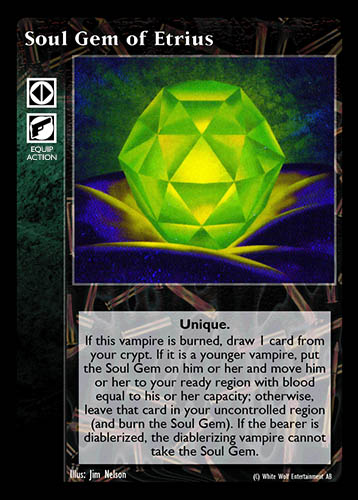 Soul Gem of Etrius
EQUIP
ACTION
Unique.
If this vampire is burned, draw 1 card from
your crypt. If it is a younger vampire, put
the Soul Gem on him or her and move him
or her to your ready region with blood
equal to his or her capacity; otherwise,
leave that card in your uncontrolled region
(and burn the Soul Gem). If the bearer is
diablerized, the diablerizing vampire cannot
take the Soul Gem.
Illus: Jim Nelson
(C) White Wolf Entertainment AB